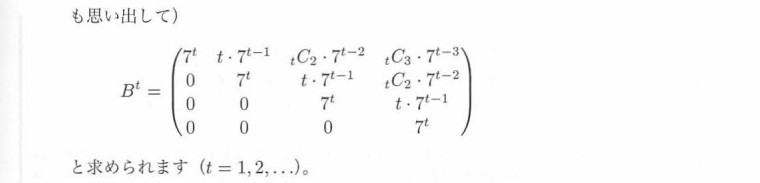 も思い出して）
B^t = \begin{pmatrix} 7^t & t \cdot 7^{t-1} & {}_tC_2 \cdot 7^{t-2} & {}_tC_3 \cdot 7^{t-3} \\ 0 & 7^t & t \cdot 7^{t-1} & {}_tC_2 \cdot 7^{t-2} \\ 0 & 0 & 7^t & t \cdot 7^{t-1} \\ 0 & 0 & 0 & 7^t \end{pmatrix}
と求められます（t = 1, 2, . . .）。